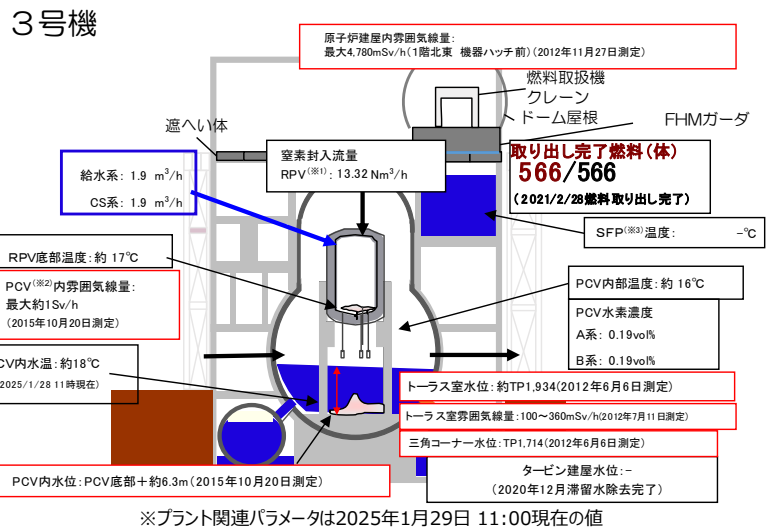 ３号機
原子炉建屋内雰囲気線量:
最大4,780mSv/h(1階北東 機器ハッチ前)(2012年11月27日測定)
燃料取扱機
クレーン
ドーム屋根
FHMガーダ
遮へい体
給水系: 1.9 m³/h
CS系: 1.9 m³/h
窒素封入流量
RPV(※1): 13.32 Nm³/h
取り出し完了燃料(体)
566/566
(2021/2/28燃料取り出し完了)
SFP(※3)温度: -℃
RPV底部温度:約 17℃
PCV(※2)内雰囲気線量:
最大約1Sv/h
(2015年10月20日測定)
PCV内部温度:約 16℃
PCV水素濃度
A系: 0.19vol%
B系: 0.19vol%
CV内水温:約18℃
2025/1/28 11時現在)
トーラス室水位:約TP1,934(2012年6月6日測定)
トーラス室雰囲気線量:100～360mSv/h(2012年7月11日測定)
三角コーナー水位:TP1,714(2012年6月6日測定)
PCV内水位:PCV底部＋約6.3m(2015年10月20日測定)
タービン建屋水位:-
(2020年12月滞留水除去完了)
※プラント関連パラメータは2025年1月29日 11:00現在の値